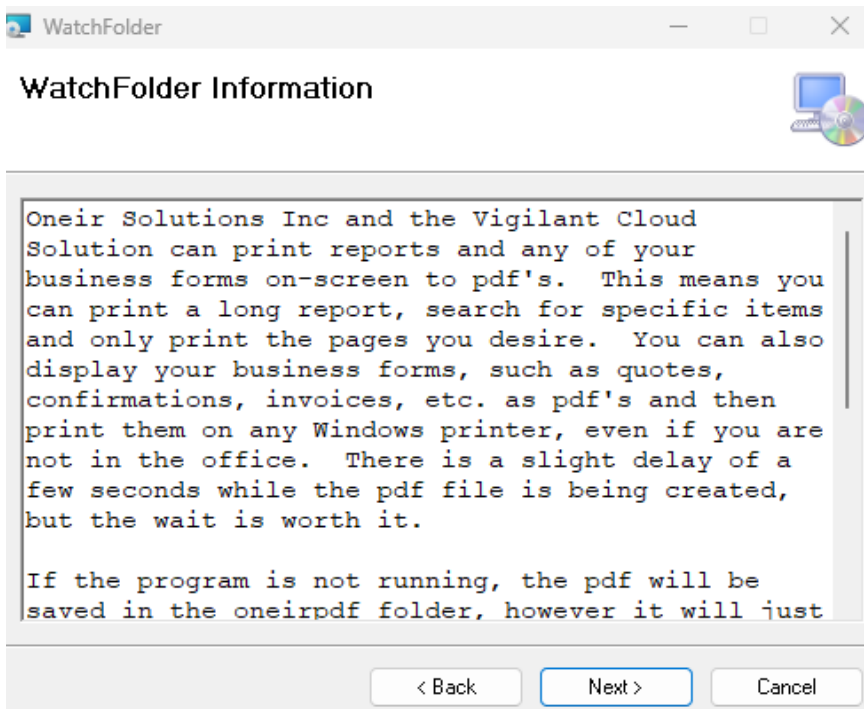 WatchFolder
WatchFolder Information
Oneir Solutions Inc and the Vigilant Cloud
Solution can print reports and any of your
business forms on-screen to pdf's.  This means you
can print a long report, search for specific items
and only print the pages you desire.  You can also
display your business forms, such as quotes,
confirmations, invoices, etc. as pdf's and then
print them on any Windows printer, even if you are
not in the office.  There is a slight delay of a
few seconds while the pdf file is being created,
but the wait is worth it.
If the program is not running, the pdf will be
saved in the oneirpdf folder, however it will just
< Back
Next >
Cancel